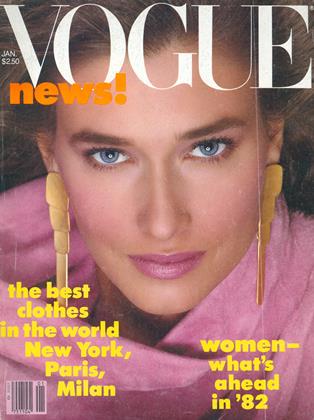 VOGUE
JAN.
$2.50
news!
the best
clothes
in the world
New York,
Paris,
Milan
women–
what's
ahead
in '82